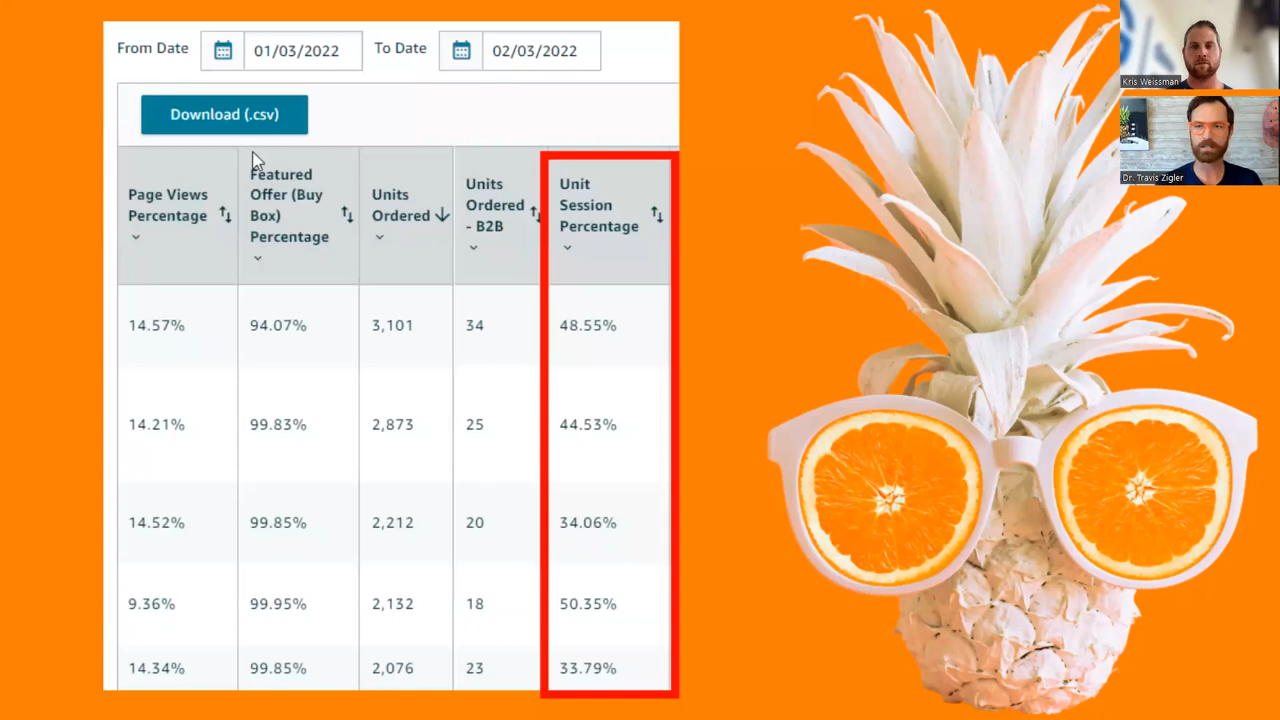 From Date 01/03/2022 To Date 02/03/2022
Download (.csv)
Page Views
Percentage
Featured
Offer (Buy
Box)
Percentage
Units
Ordered
Units
Ordered
- B2B
Unit
Session
Percentage
14.57% 94.07% 3,101 34 48.55%
14.21% 99.83% 2,873 25 44.53%
14.52% 99.85% 2,212 20 34.06%
9.36% 99.95% 2,132 18 50.35%
14.34% 99.85% 2,076 23 33.79%
Kris Weissman
Dr. Travis Zigler